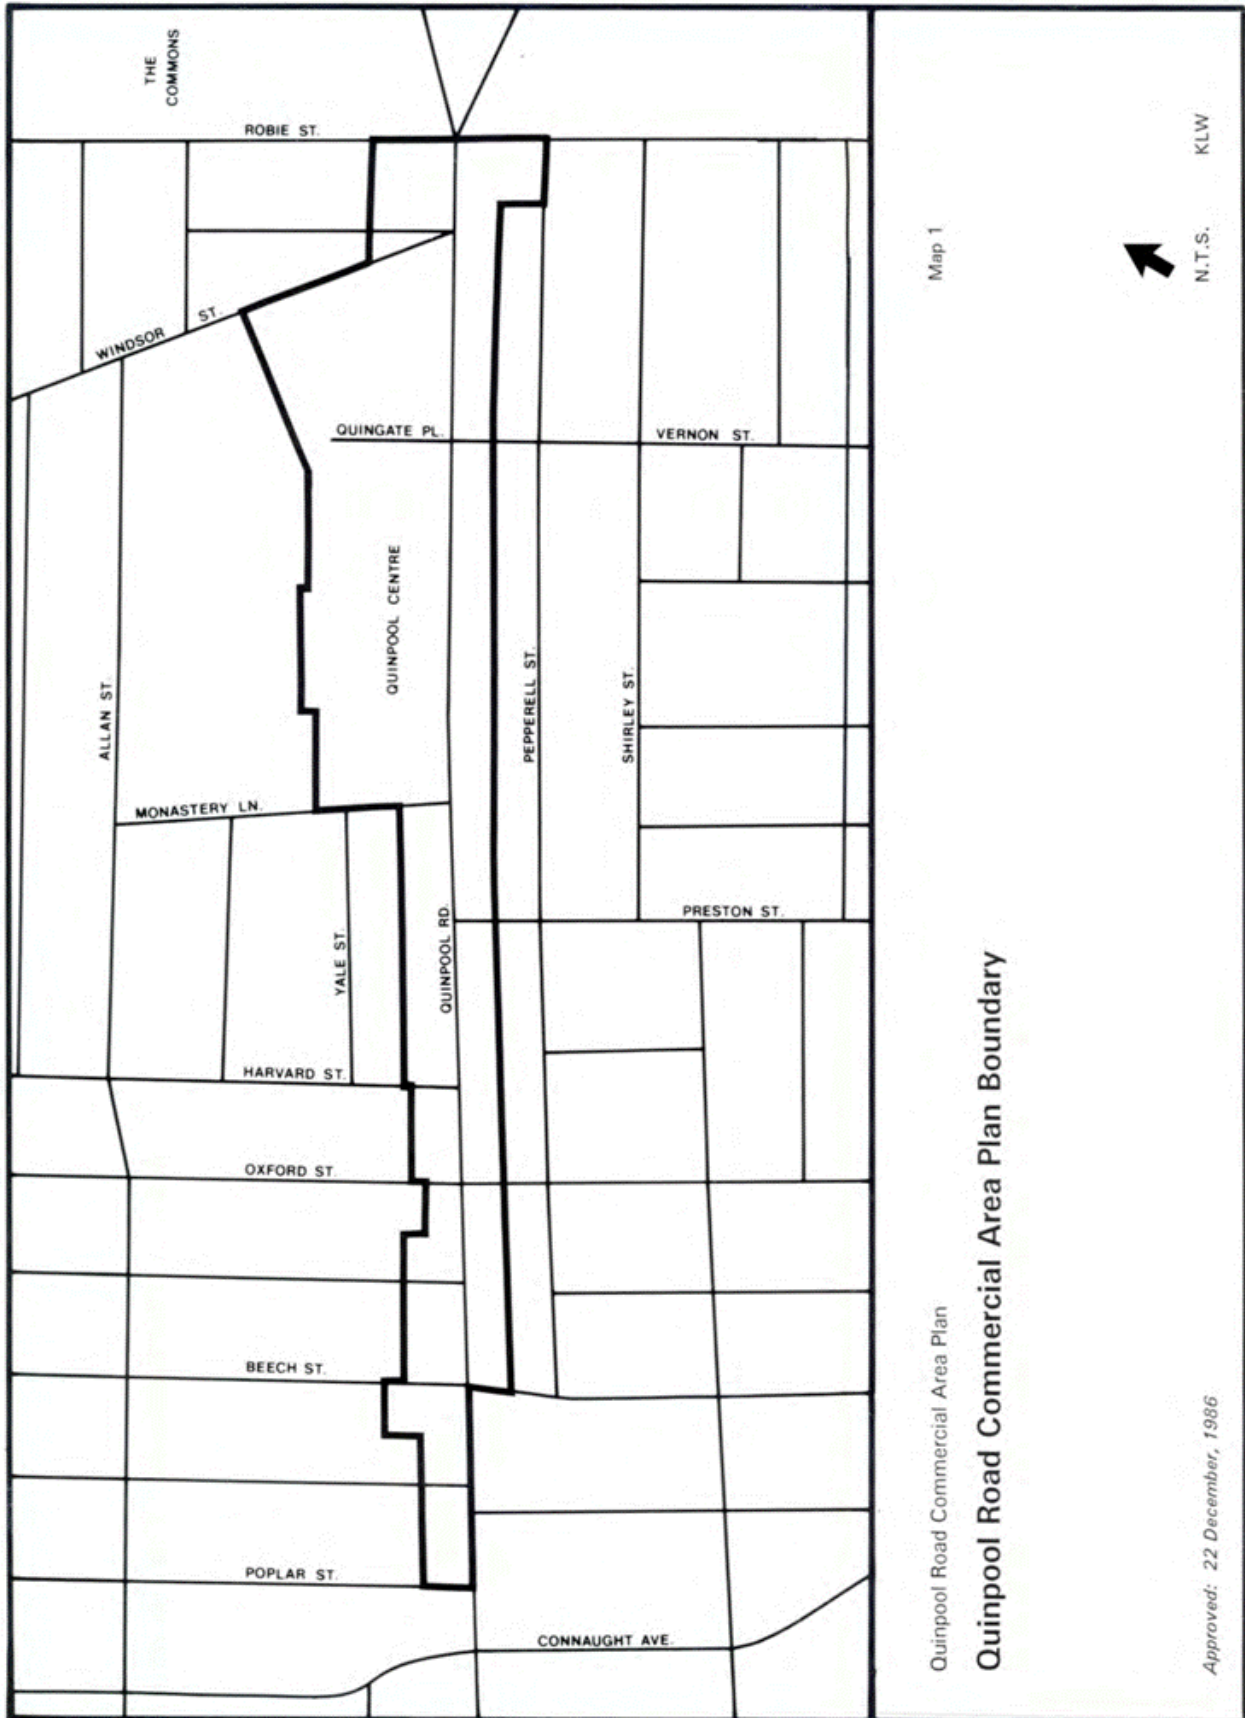 THE
COMMONS
ROBIE ST.
WINDSOR ST.
QUINGATE PL.
VERNON ST.
QUINPOOL CENTRE
ALLAN ST.
PEPPERELL ST.
SHIRLEY ST.
MONASTERY LN.
YALE ST.
QUINPOOL RD.
PRESTON ST.
HARVARD ST.
OXFORD ST.
BEECH ST.
POPLAR ST.
CONNAUGHT AVE.
Quinpool Road Commercial Area Plan
Map 1
Quinpool Road Commercial Area Plan Boundary
Approved: 22 December, 1986
N.T.S.
KLW